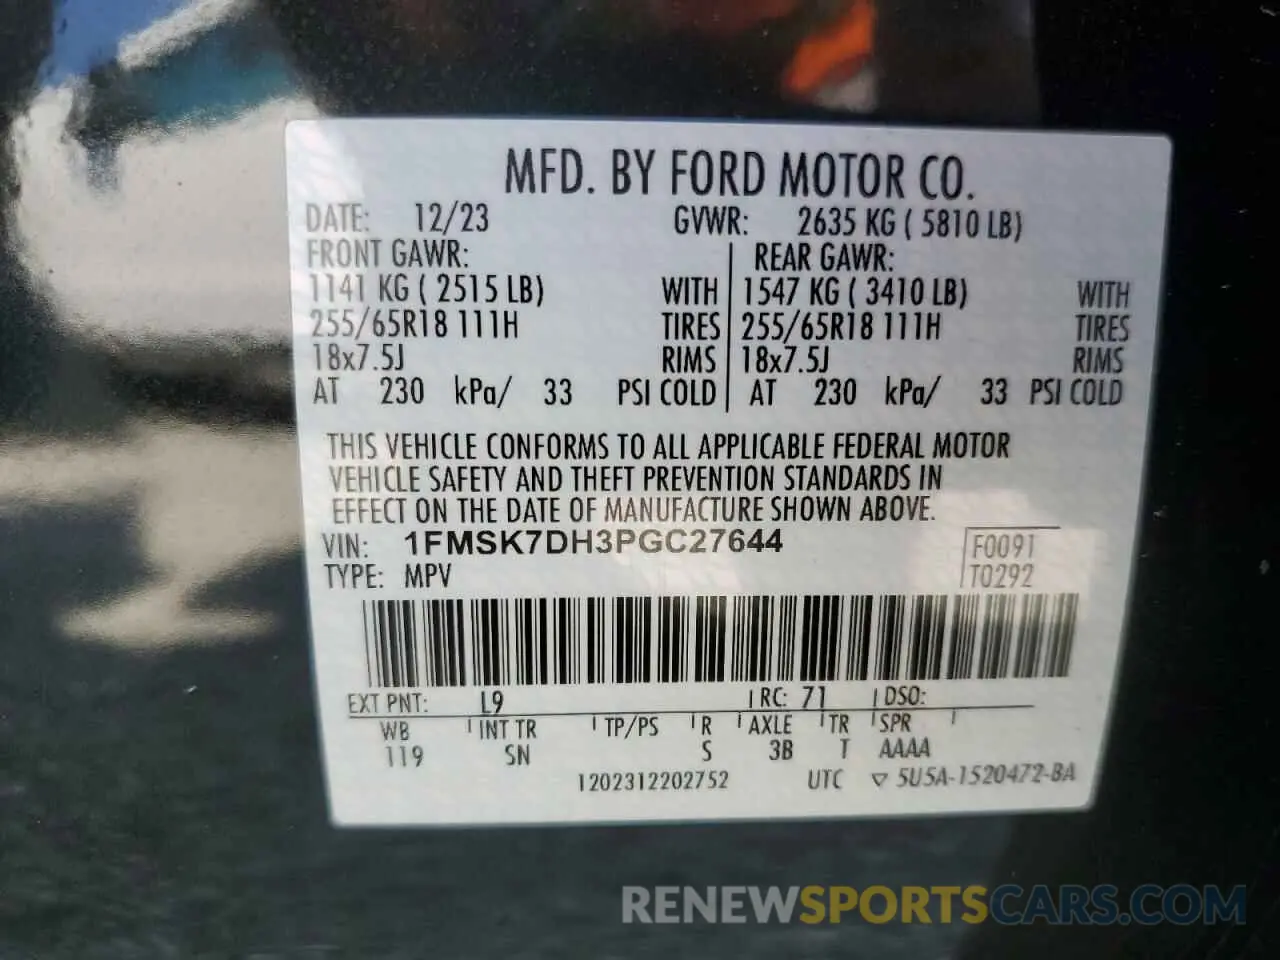 MFD. BY FORD MOTOR CO.
DATE: 12/23 GVWR: 2635 KG ( 5810 LB)
FRONT GAWR: REAR GAWR:
1141 KG ( 2515 LB) WITH 1547 KG ( 3410 LB) WITH
255/65R18 111H TIRES 255/65R18 111H TIRES
18x7.5J RIMS 18x7.5J RIMS
AT 230 kPa/ 33 PSI COLD AT 230 kPa/ 33 PSI COLD
THIS VEHICLE CONFORMS TO ALL APPLICABLE FEDERAL MOTOR
VEHICLE SAFETY AND THEFT PREVENTION STANDARDS IN
EFFECT ON THE DATE OF MANUFACTURE SHOWN ABOVE.
VIN: 1FMSK7DH3PGC27644 F0091
TYPE: MPV T0292
EXT PNT: L9 RC: 71 DSO:
WB INT TR TP/PS R AXLE TR SPR
119 SN S 3B T AAAA
1202312202752 UTC ▽ 5U5A-1520472-BA
RENEWSPORTSCARS.COM